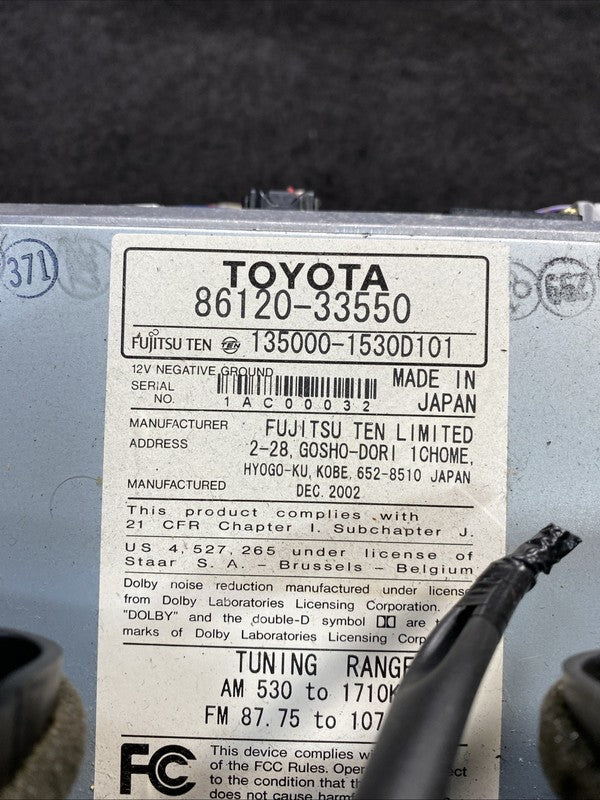 371
TOYOTA
86120-33550
FUJITSU TEN TEN 135000-1530D101
12V NEGATIVE GROUND
SERIAL NO. 1AC00032
MADE IN JAPAN
MANUFACTURER FUJITSU TEN LIMITED
ADDRESS 2-28, GOSHO-DORI 1CHOME,
HYOGO-KU, KOBE, 652-8510 JAPAN
MANUFACTURED DEC. 2002
This product complies with
21 CFR Chapter I. Subchapter J.
US 4,527,265 under license of
Staar S. A. – Brussels – Belgium
Dolby noise reduction manufactured under license
from Dolby Laboratories Licensing Corporation.
"DOLBY" and the double-D symbol are
marks of Dolby Laboratories Licensing
TUNING RANGE
AM 530 to 1710K
FM 87.75 to 107
FC
This device complies
of the FCC Rules.
to the condition that
does not cause